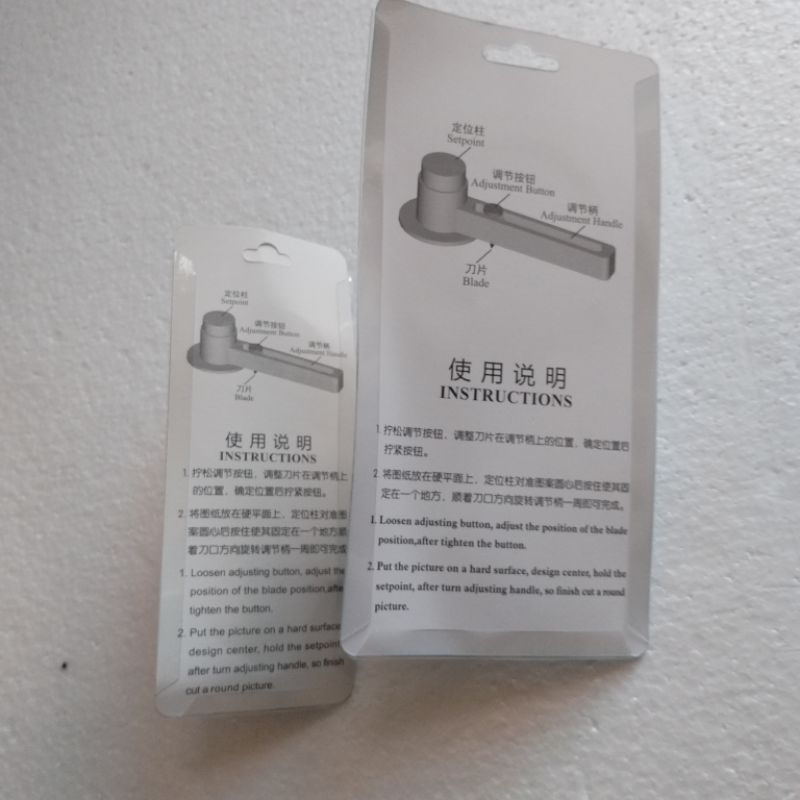 定位柱
Setpoint
调节按钮
Adjustment Button
调节柄
Adjustment Handle
刀片
Blade
使用说明
INSTRUCTIONS
1. 拧松调节按钮，调整刀片在调节柄上
的位置，确定位置后拧紧按钮。
2. 将图纸放在硬平面上，定位柱对准图
案圆心后按住使其固定在一个地方顺
着刀口方向旋转调节柄一周即可完成
1. Loosen adjusting button, adjust the
position of the blade position,after
tighten the button.
2. Put the picture on a hard surface,
design center, hold the setpoint,
after turn adjusting handle, so finish
cut a round picture.
定位柱
Setpoint
调节按钮
Adjustment Button
调节柄
Adjustment Handle
刀片
Blade
使用说明
INSTRUCTIONS
1. 拧松调节按钮，调整刀片在调节柄上的位置，确定位置后
拧紧按钮。
2. 将图纸放在硬平面上，定位柱对准图案圆心后按住使其固
定在一个地方，顺着刀口方向旋转调节柄一周即可完成。
1. Loosen adjusting button, adjust the position of the blade
position,after tighten the button.
2. Put the picture on a hard surface, design center, hold the
setpoint, after turn adjusting handle, so finish cut a round
picture.